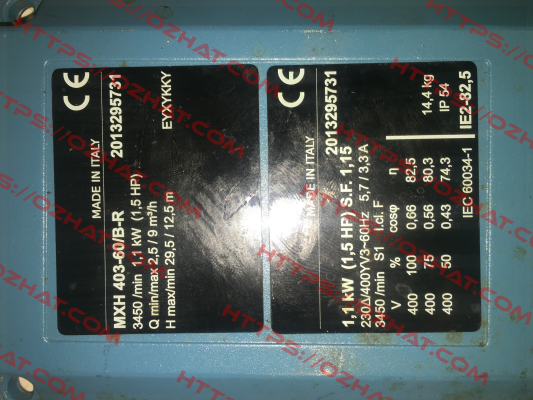 CE
MADE IN ITALY
MXH 403-60/B-R 2013295731
3450 /min 1,1 kW (1,5 HP)
Q min/max 2,5 / 9 m³/h
H max/min 29,5 / 12,5 m EYXYKKY
CE
MADE IN ITALY
2013295731
1,1 kW (1,5 HP) S.F. 1,15
230Δ/400YV3~60Hz 5,7 / 3,3 A
3450 /min S1 I.cl. F 14,4 kg
V % cosφ η IP 54
400 100 0,66 82,5
400 75 0,56 80,3
400 50 0,43 74,3
IEC 60034-1 IE2-82,5
HTTPS://OZHAT.COM